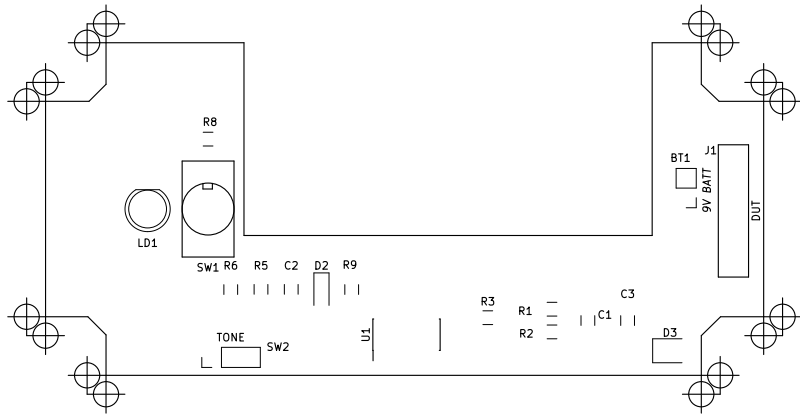 R8
BT1
J1
9V BATT
DUT
LD1
SW1
R6
R5
C2
D2
R9
R3
R1
C1
C3
R2
U1
D3
TONE
SW2